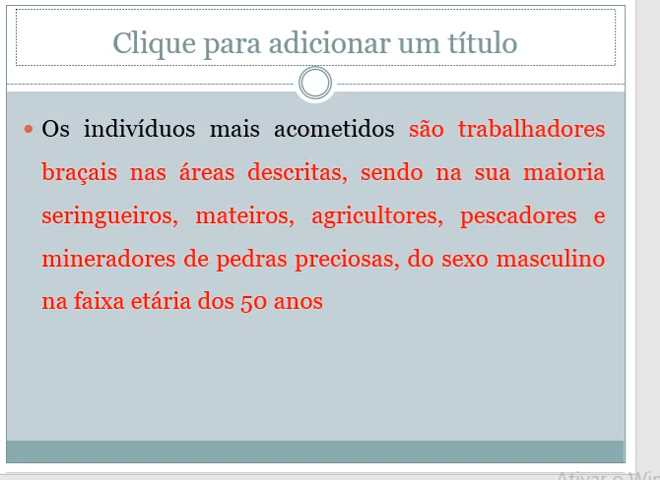 Clique para adicionar um título
• Os indivíduos mais acometidos são trabalhadores
braçais nas áreas descritas, sendo na sua maioria
seringueiros, mateiros, agricultores, pescadores e
mineradores de pedras preciosas, do sexo masculino
na faixa etária dos 50 anos